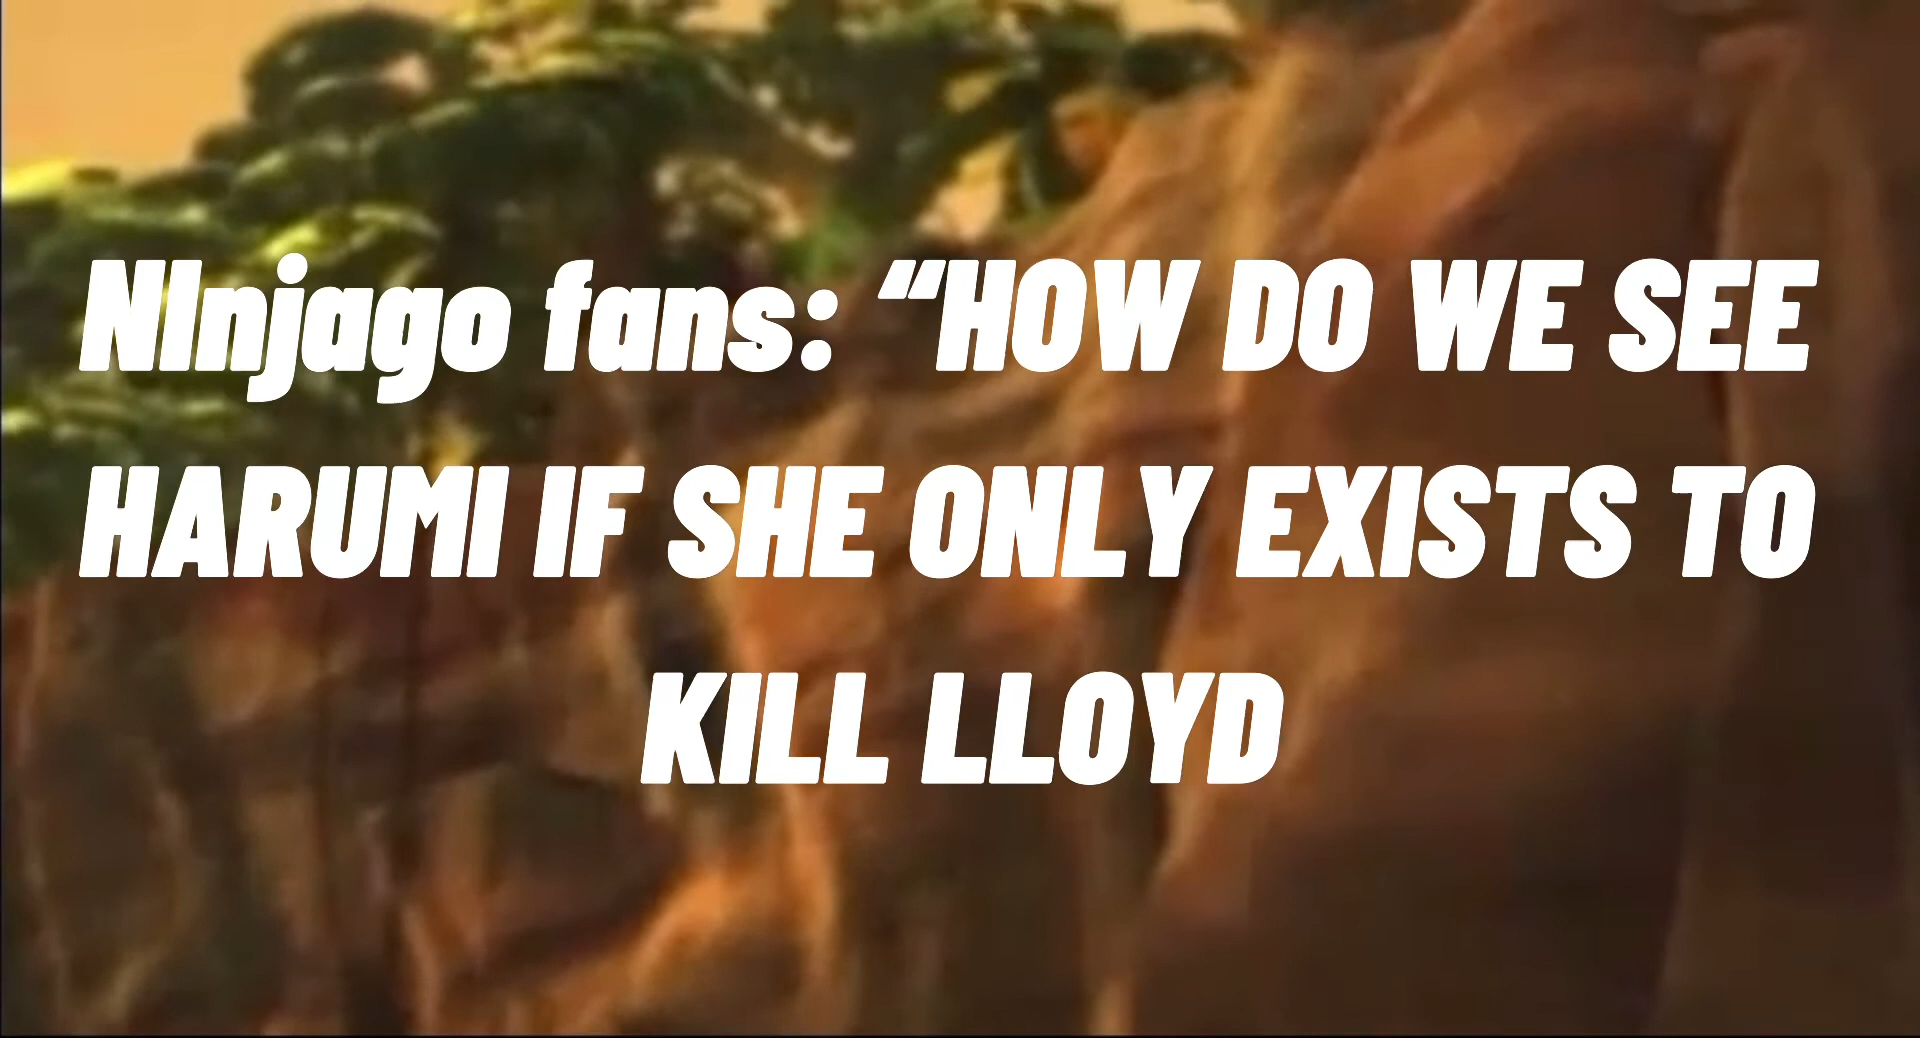 NInjago fans: “HOW DO WE SEE
HARUMI IF SHE ONLY EXISTS TO
KILL LLOYD